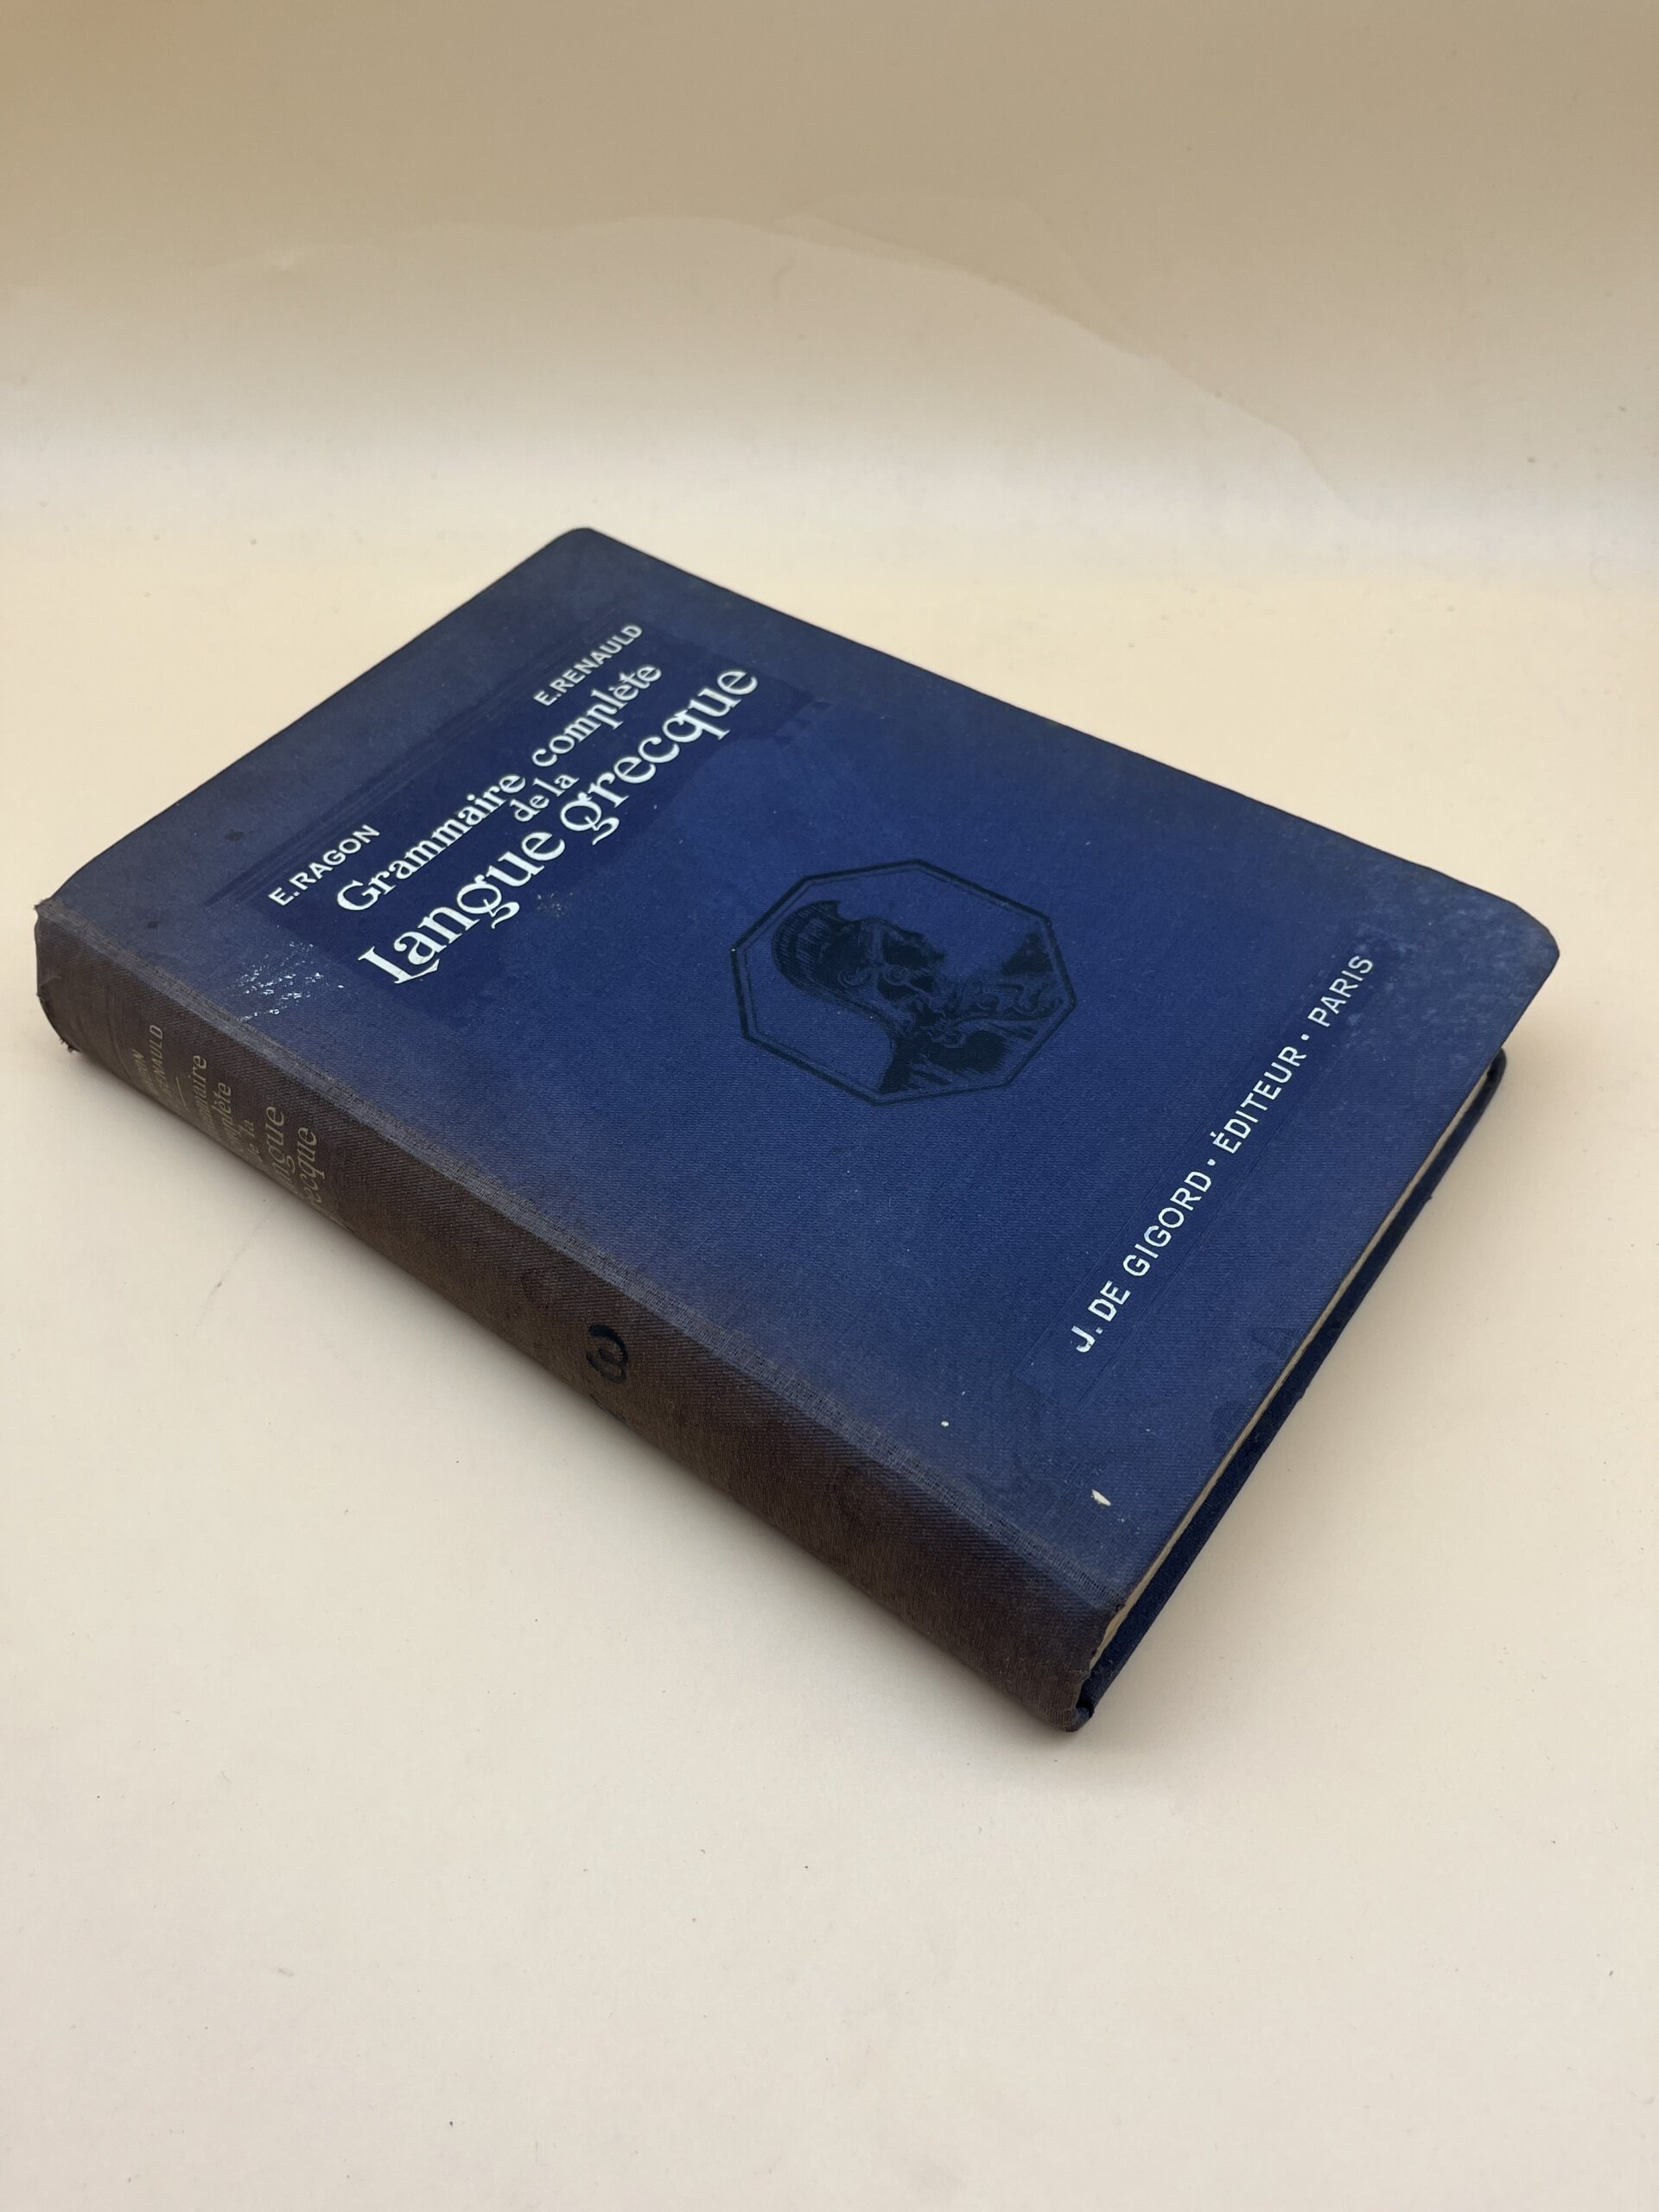 E.RAGON E.RENAULD
Grammaire complète
de la
Langue grecque
J. DE GIGORD · ÉDITEUR · PARIS